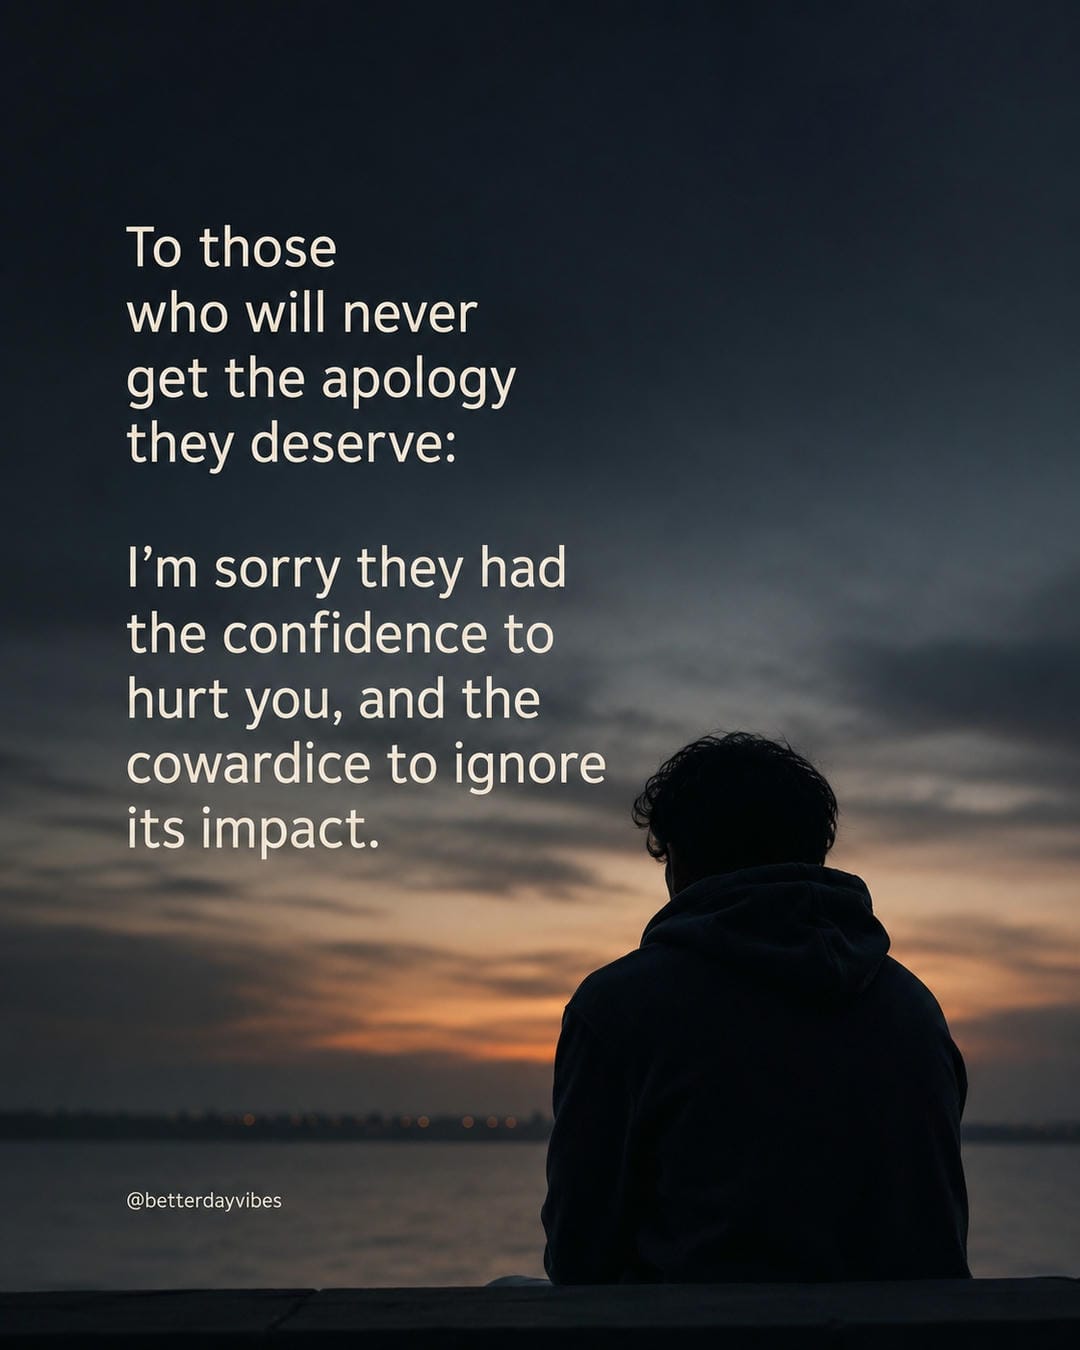 To those
who will never
get the apology
they deserve:
I’m sorry they had
the confidence to
hurt you, and the
cowardice to ignore
its impact.
@betterdayvibes